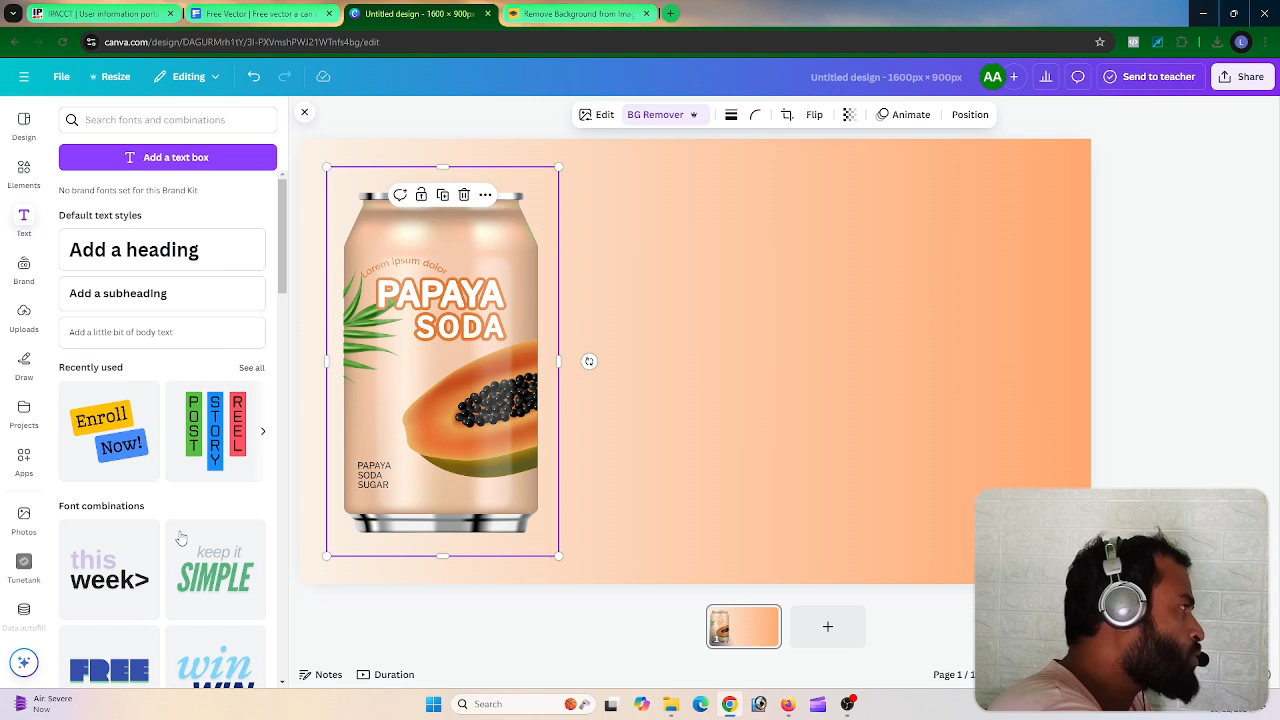 IPACCT | User information port
Free Vector | Free vector a can
Untitled design - 1600 × 900p
Remove Background from Imag
canva.com/design/DAGURMrh1tY/3I-PXVmshPWJ21WTnfs4bg/edit
L
File
Resize
Editing
Untitled design - 1600px × 900px
AA
Send to teacher
Share
Design
Elements
Text
Brand
Uploads
Draw
Projects
Apps
Photos
Tunetank
Data autofill
Search fonts and combinations
Add a text box
No brand fonts set for this Brand Kit
Default text styles
Add a heading
Add a subheading
Add a little bit of body text
Recently used
See all
Enroll
Now!
POST
STORY
REEL
Font combinations
this
week>
keep it
SIMPLE
FREE
win
WIN
Edit
BG Remover
Flip
Animate
Position
Lorem ipsum dolor
PAPAYA
SODA
PAPAYA
SODA
SUGAR
1
Notes
Duration
Page 1 / 1
Air: Severe
Now
Search